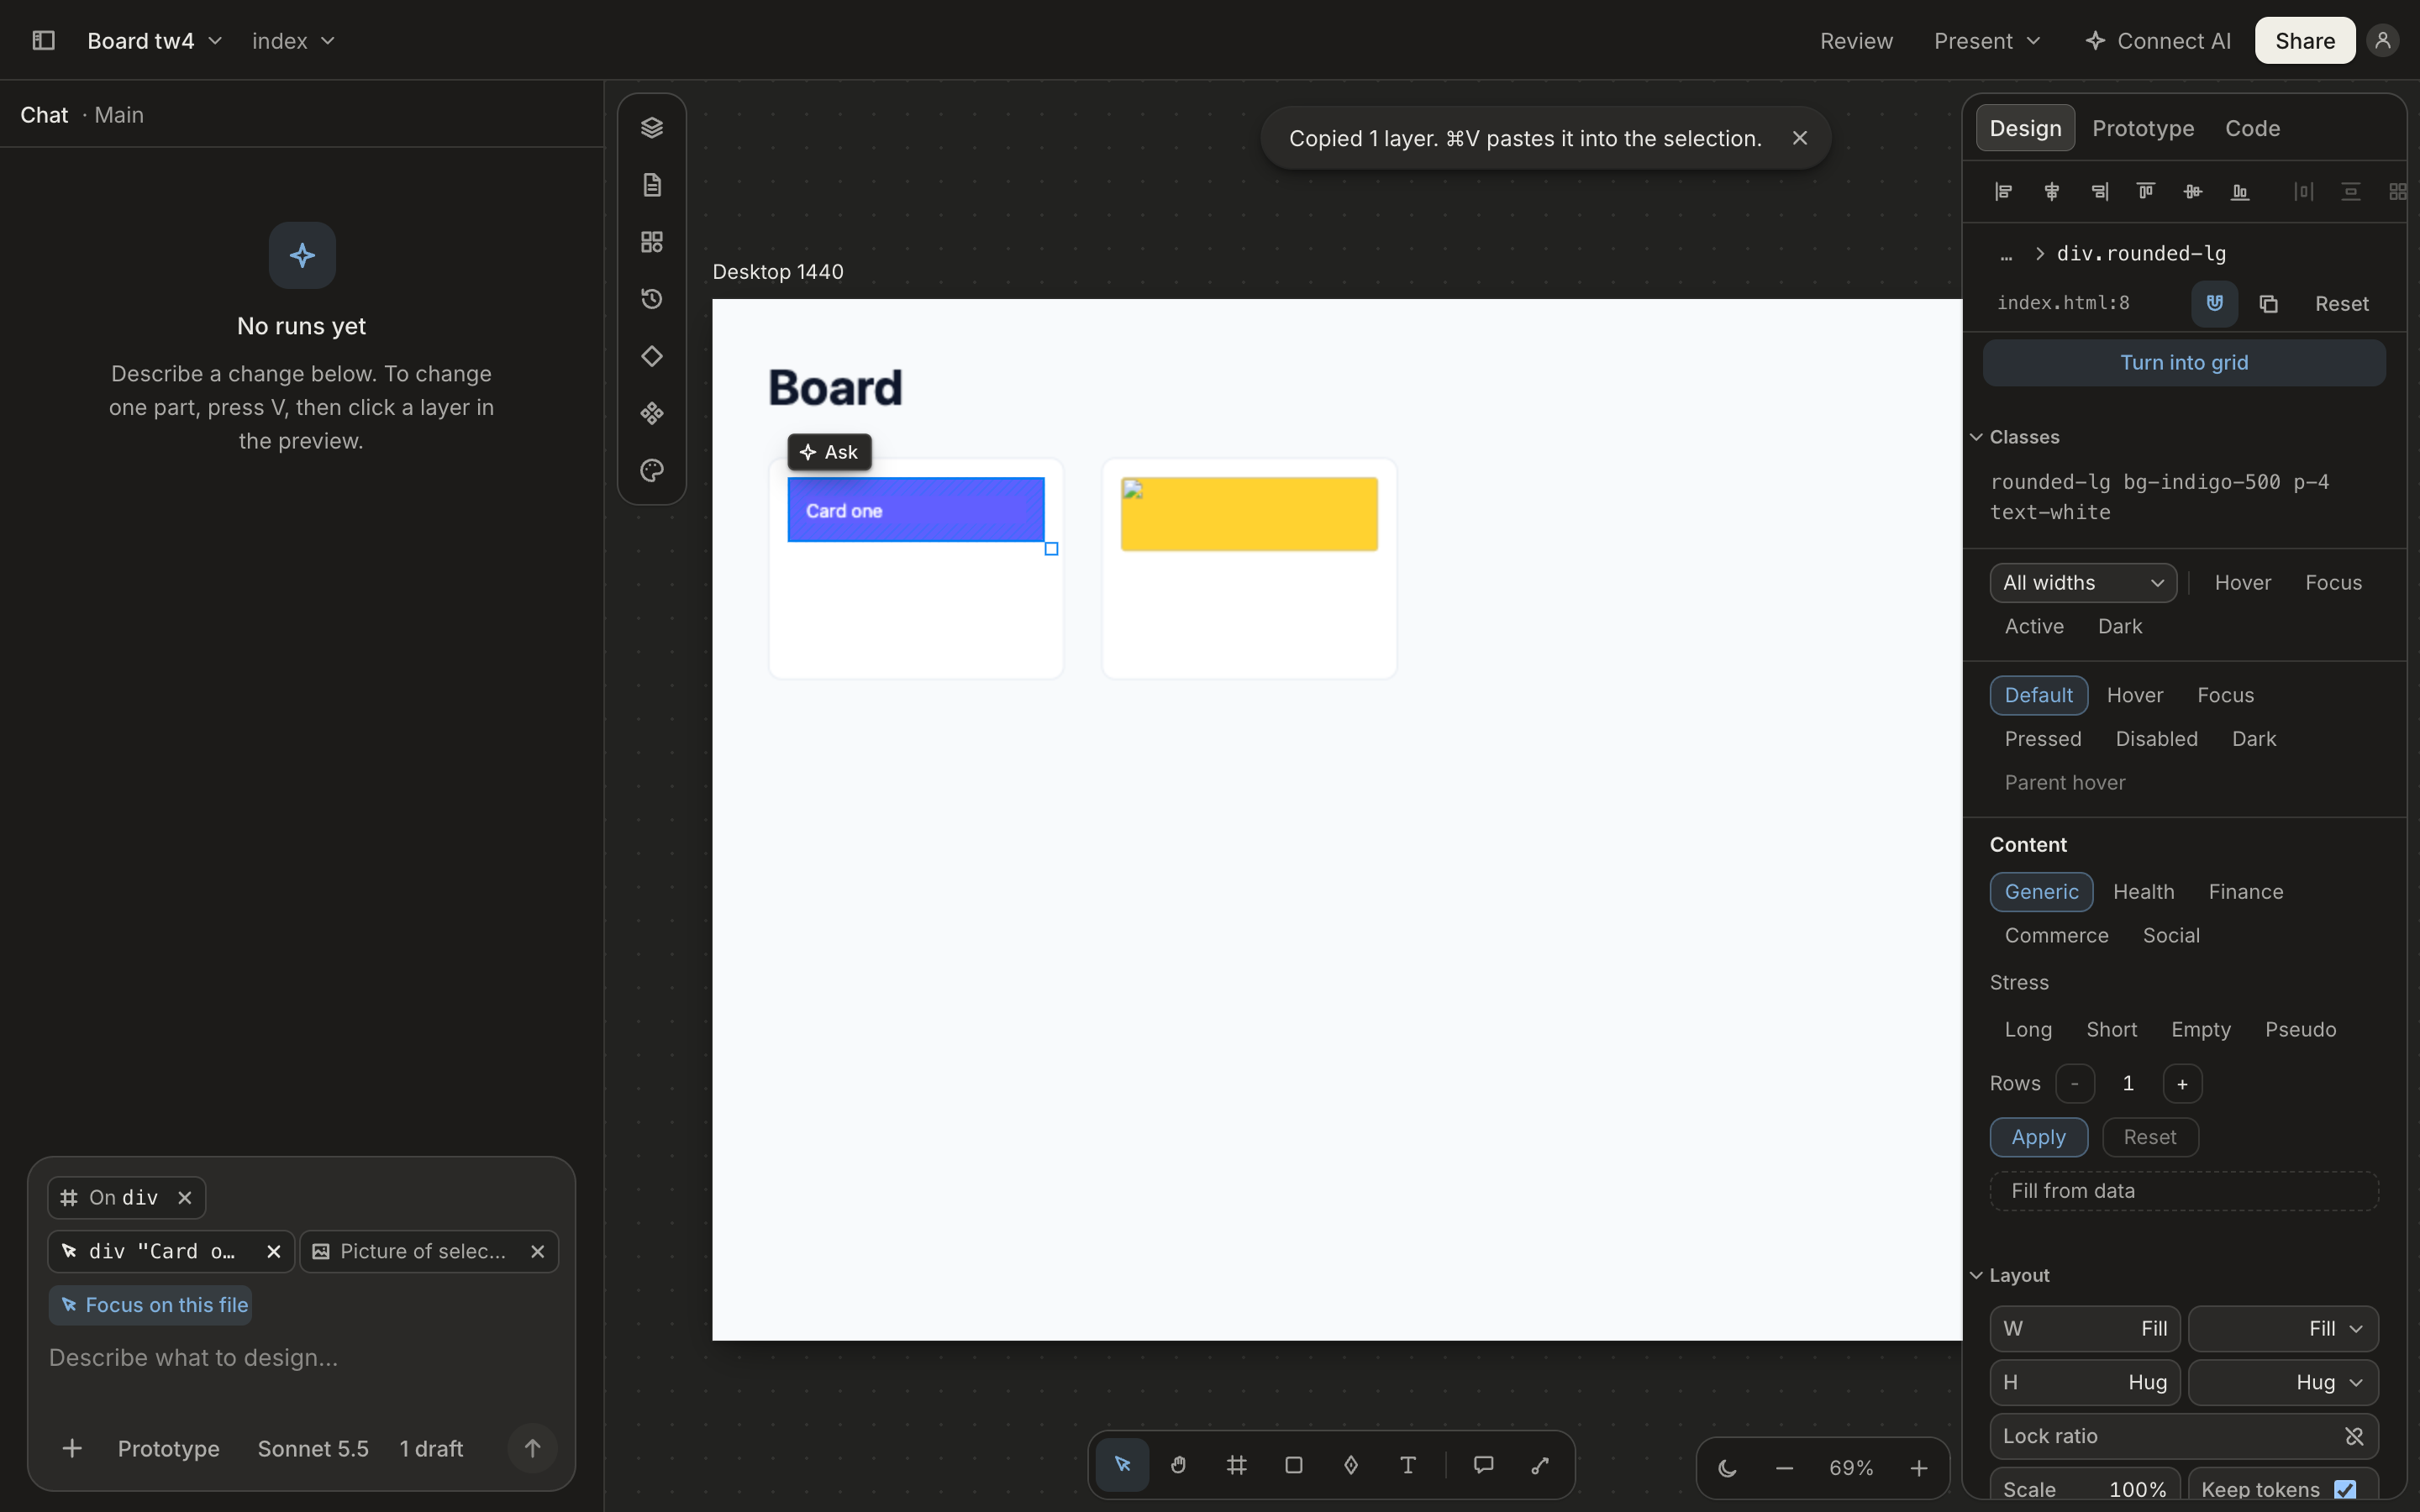 Board tw4
index
Review
Present
Connect AI
Share
Chat · Main
No runs yet
Describe a change below. To change
one part, press V, then click a layer in
the preview.
On div
div "Card o…
Picture of selec…
Focus on this file
Describe what to design...
Prototype
Sonnet 5.5
1 draft
Copied 1 layer. ⌘V pastes it into the selection.
Desktop 1440
Board
Ask
Card one
69%
Design
Prototype
Code
… > div.rounded-lg
index.html:8
Reset
Turn into grid
Classes
rounded-lg bg-indigo-500 p-4
text-white
All widths
Hover
Focus
Active
Dark
Default
Hover
Focus
Pressed
Disabled
Dark
Parent hover
Content
Generic
Health
Finance
Commerce
Social
Stress
Long
Short
Empty
Pseudo
Rows - 1 +
Apply
Reset
Fill from data
Layout
W Fill
Fill
H Hug
Hug
Lock ratio
Scale 100%
Keep tokens